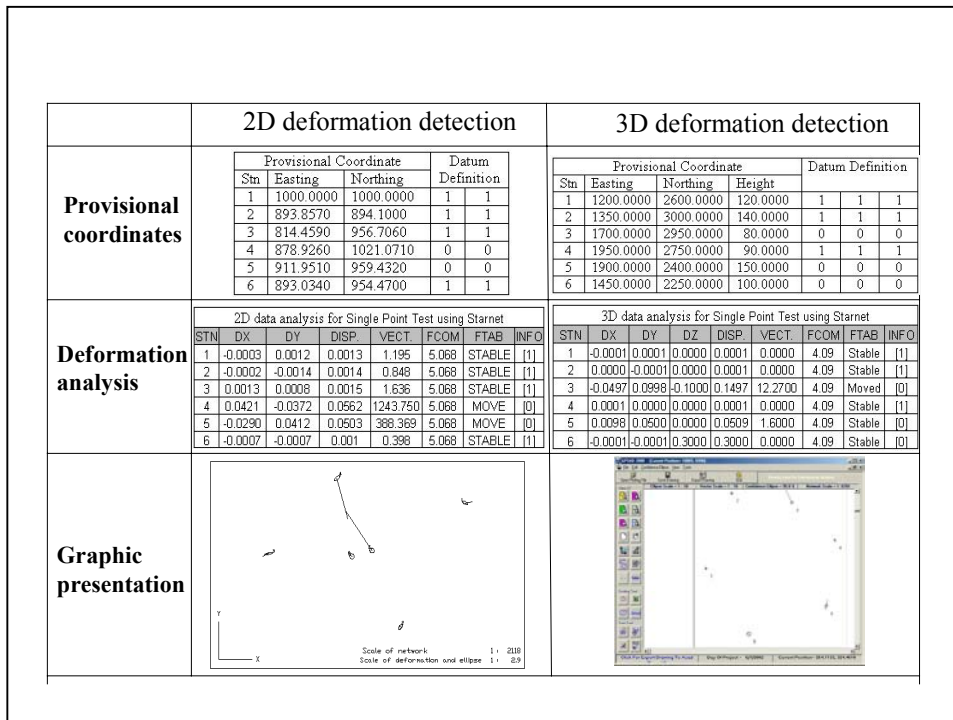 2D deformation detection 3D deformation detection
Provisional coordinates
Provisional Coordinate Datum Definition
Stn Easting Northing
1 1000.0000 1000.0000 1 1
2 893.8570 894.1000 1 1
3 814.4590 956.7060 1 1
4 878.9260 1021.0710 0 0
5 911.9510 959.4320 0 0
6 893.0340 954.4700 1 1
Provisional Coordinate Datum Definition
Stn Easting Northing Height
1 1200.0000 2600.0000 120.0000 1 1 1
2 1350.0000 3000.0000 140.0000 1 1 1
3 1700.0000 2950.0000 80.0000 0 0 0
4 1950.0000 2750.0000 90.0000 1 1 1
5 1900.0000 2400.0000 150.0000 0 0 0
6 1450.0000 2250.0000 100.0000 0 0 0
Deformation analysis
2D data analysis for Single Point Test using Starnet
STN DX DY DISP. VECT. FCOM FTAB INFO
1 -0.0003 0.0012 0.0013 1.195 5.068 STABLE [1]
2 -0.0002 -0.0014 0.0014 0.848 5.068 STABLE [1]
3 0.0013 0.0008 0.0015 1.636 5.068 STABLE [1]
4 0.0421 -0.0372 0.0562 1243.750 5.068 MOVE [0]
5 -0.0290 0.0412 0.0503 388.369 5.068 MOVE [0]
6 -0.0007 -0.0007 0.001 0.398 5.068 STABLE [1]
3D data analysis for Single Point Test using Starnet
STN DX DY DZ DISP. VECT. FCOM FTAB INFO
1 -0.0001 0.0001 0.0000 0.0001 0.0000 4.09 Stable [1]
2 0.0000 -0.0001 0.0000 0.0001 0.0000 4.09 Stable [1]
3 -0.0497 0.0998 -0.1000 0.1497 12.2700 4.09 Moved [0]
4 0.0001 0.0000 0.0000 0.0001 0.0000 4.09 Stable [1]
5 0.0098 0.0500 0.0000 0.0509 1.6000 4.09 Stable [0]
6 -0.0001 -0.0001 0.3000 0.3000 0.0000 4.09 Stable [0]
Graphic presentation
Y
X
Scale of network 1 : 2118
Scale of deformation and ellipse 1 : 2.9